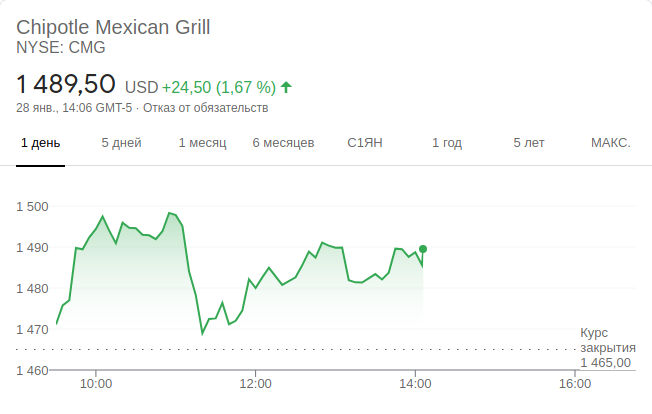 Chipotle Mexican Grill
NYSE: CMG
1 489,50 USD +24,50 (1,67 %)
28 янв., 14:06 GMT-5 · Отказ от обязательств
1 день 5 дней 1 месяц 6 месяцев С1ЯН 1 год 5 лет МАКС.
1 500
1 490
1 480
1 470
1 460
Курс
закрытия
1 465,00
10:00 12:00 14:00 16:00